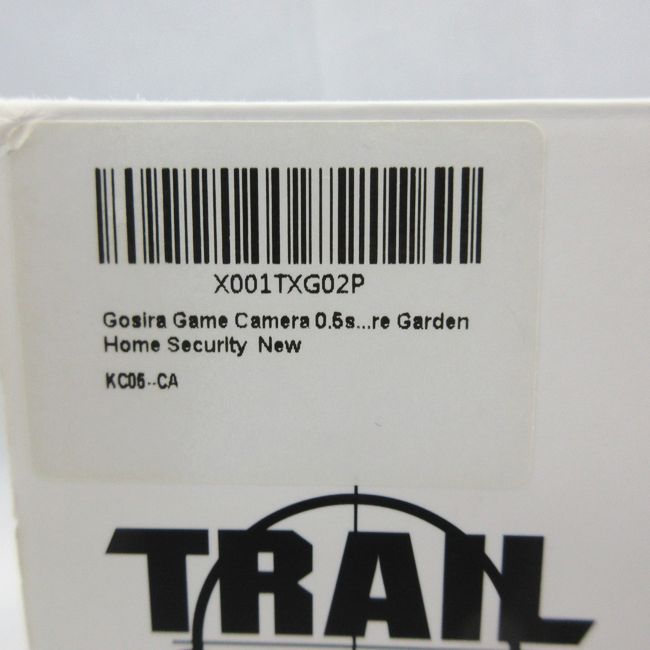 X001TXG02P
Gosira Game Camera 0.5s...re Garden
Home Security New
KC05--CA
TRAIL